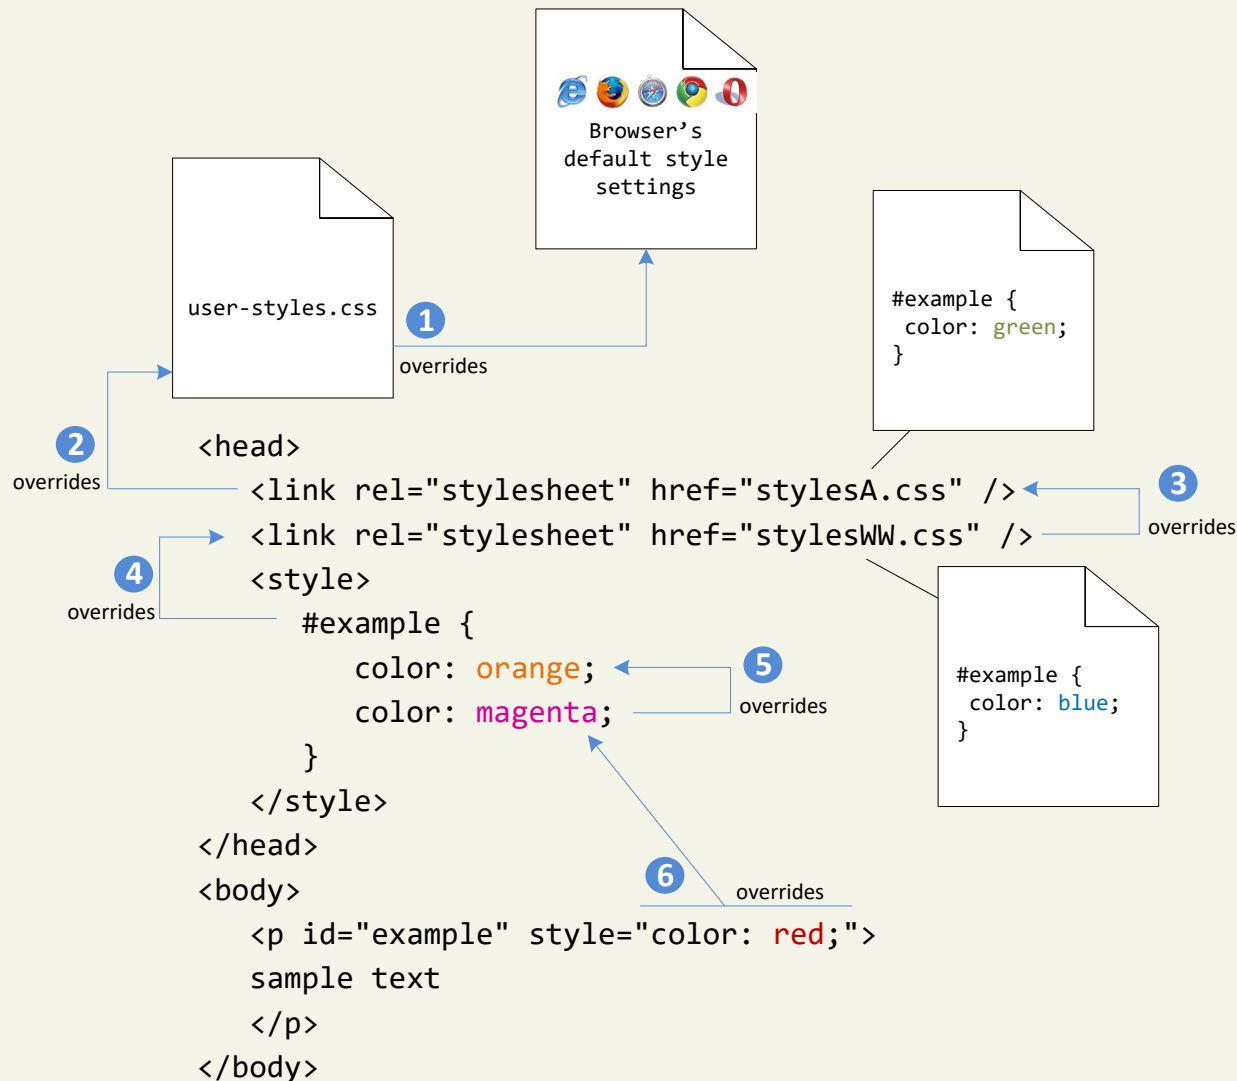 Browser's
default style
settings
user-styles.css
1
overrides
#example {
color: green;
}
2
overrides
<head>
<link rel="stylesheet" href="stylesA.css" />
3
overrides
<link rel="stylesheet" href="stylesWW.css" />
4
overrides
<style>
#example {
color: orange;
5
overrides
color: magenta;
}
</style>
#example {
color: blue;
}
</head>
<body>
6
overrides
<p id="example" style="color: red;">
sample text
</p>
</body>